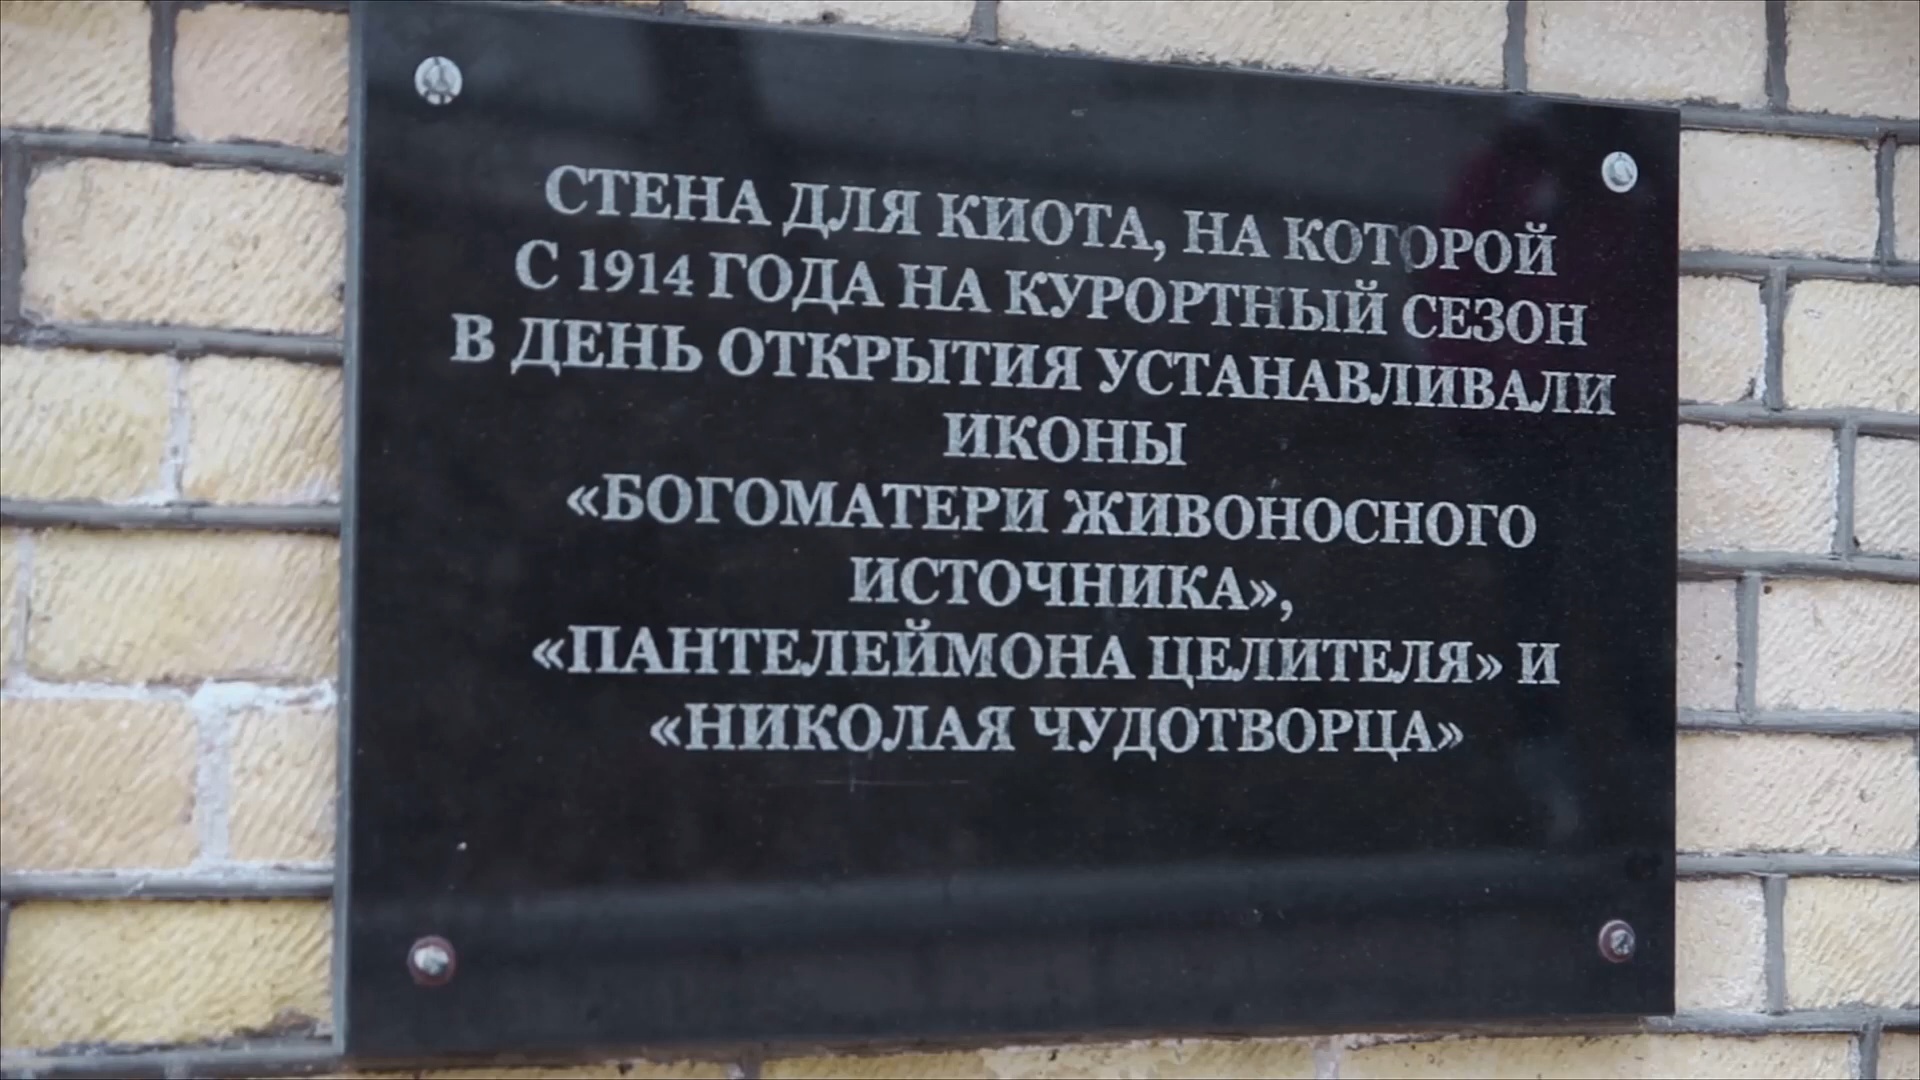 СТЕНА ДЛЯ КИОТА, НА КОТОРОЙ
С 1914 ГОДА НА КУРОРТНЫЙ СЕЗОН
В ДЕНЬ ОТКРЫТИЯ УСТАНАВЛИВАЛИ
ИКОНЫ
«БОГОМАТЕРИ ЖИВОНОСНОГО
ИСТОЧНИКА»,
«ПАНТЕЛЕЙМОНА ЦЕЛИТЕЛЯ» И
«НИКОЛАЯ ЧУДОТВОРЦА»